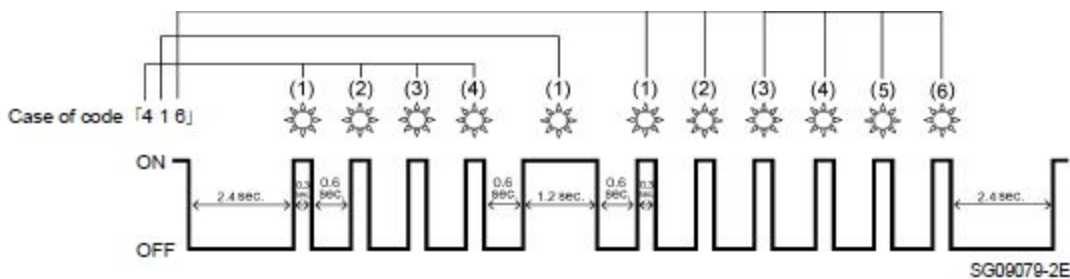 (1) (2) (3) (4) (1) (1) (2) (3) (4) (5) (6)
Case of code「4 1 6」
ON
2.4 sec. 0.3 sec. 0.6 sec. 0.6 sec. 1.2 sec. 0.6 sec. 0.3 sec. 2.4 sec.
OFF
SG09079-2E